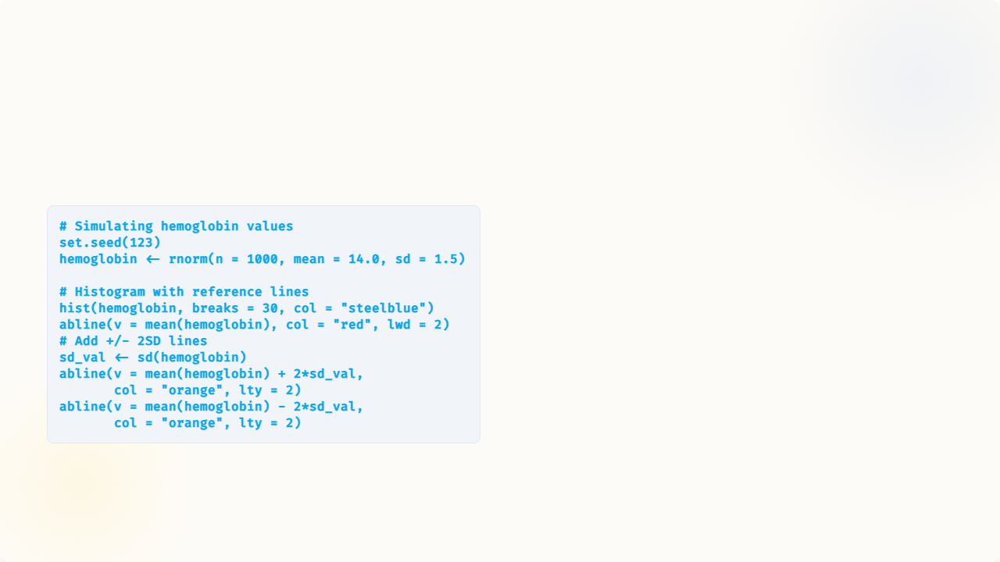 # Simulating hemoglobin values
set.seed(123)
hemoglobin <- rnorm(n = 1000, mean = 14.0, sd = 1.5)
# Histogram with reference lines
hist(hemoglobin, breaks = 30, col = "steelblue")
abline(v = mean(hemoglobin), col = "red", lwd = 2)
# Add +/- 2SD lines
sd_val <- sd(hemoglobin)
abline(v = mean(hemoglobin) + 2*sd_val,
       col = "orange", lty = 2)
abline(v = mean(hemoglobin) - 2*sd_val,
       col = "orange", lty = 2)